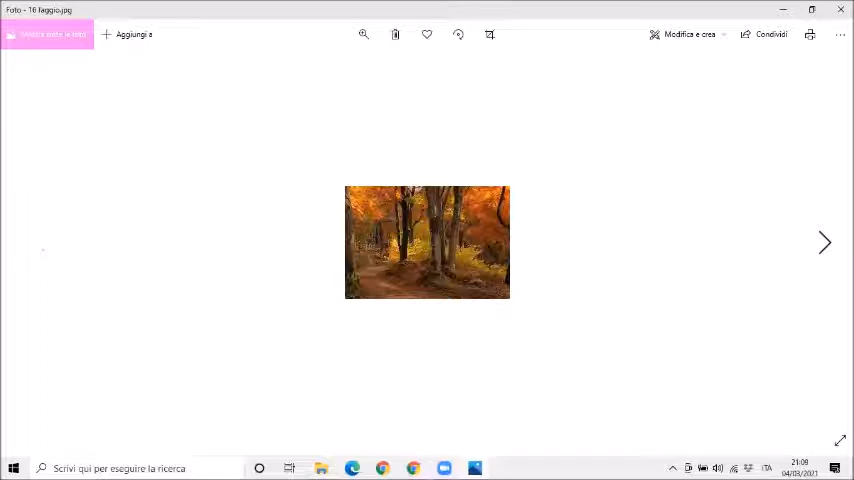 Foto - 16 faggio.jpg
Aggiungi a
Modifica e crea
Condividi
Scrivi qui per eseguire la ricerca
ITA
21:09
04/03/2021